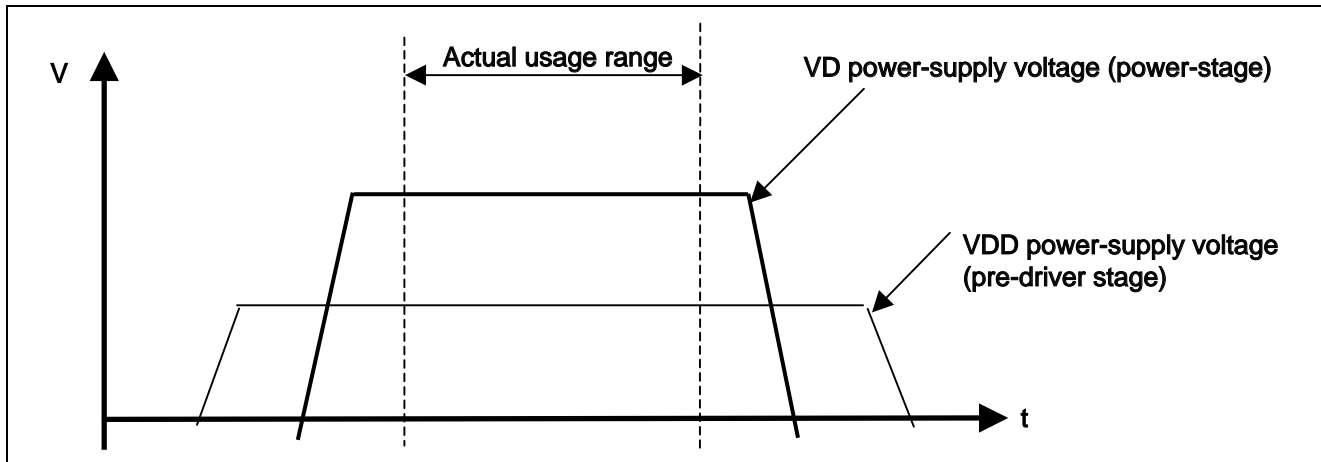 V
Actual usage range
VD power-supply voltage (power-stage)
VDD power-supply voltage
(pre-driver stage)
t